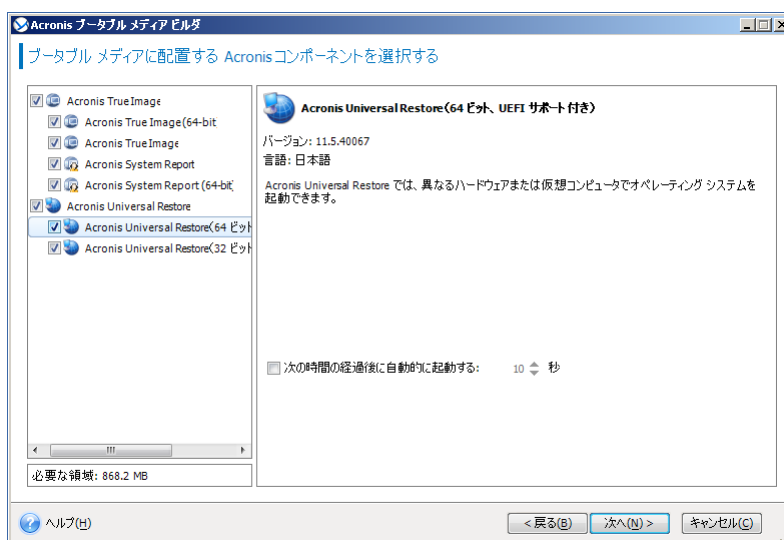 Acronis ブータブル メディア ビルダ
ブータブル メディアに配置する Acronis コンポーネントを選択する
Acronis True Image
Acronis True Image (64-bit
Acronis True Image
Acronis System Report
Acronis System Report (64-bit
Acronis Universal Restore
Acronis Universal Restore(64 ビット
Acronis Universal Restore(32 ビット
必要な領域: 868.2 MB
Acronis Universal Restore(64 ビット、UEFI サポート付き)
バージョン: 11.5.40067
言語: 日本語
Acronis Universal Restore では、異なるハードウェアまたは仮想コンピュータでオペレーティング システムを
起動できます。
次の時間の経過後に自動的に起動する: 10 秒
ヘルプ(H)
< 戻る(B) 次へ(N) > キャンセル(C)